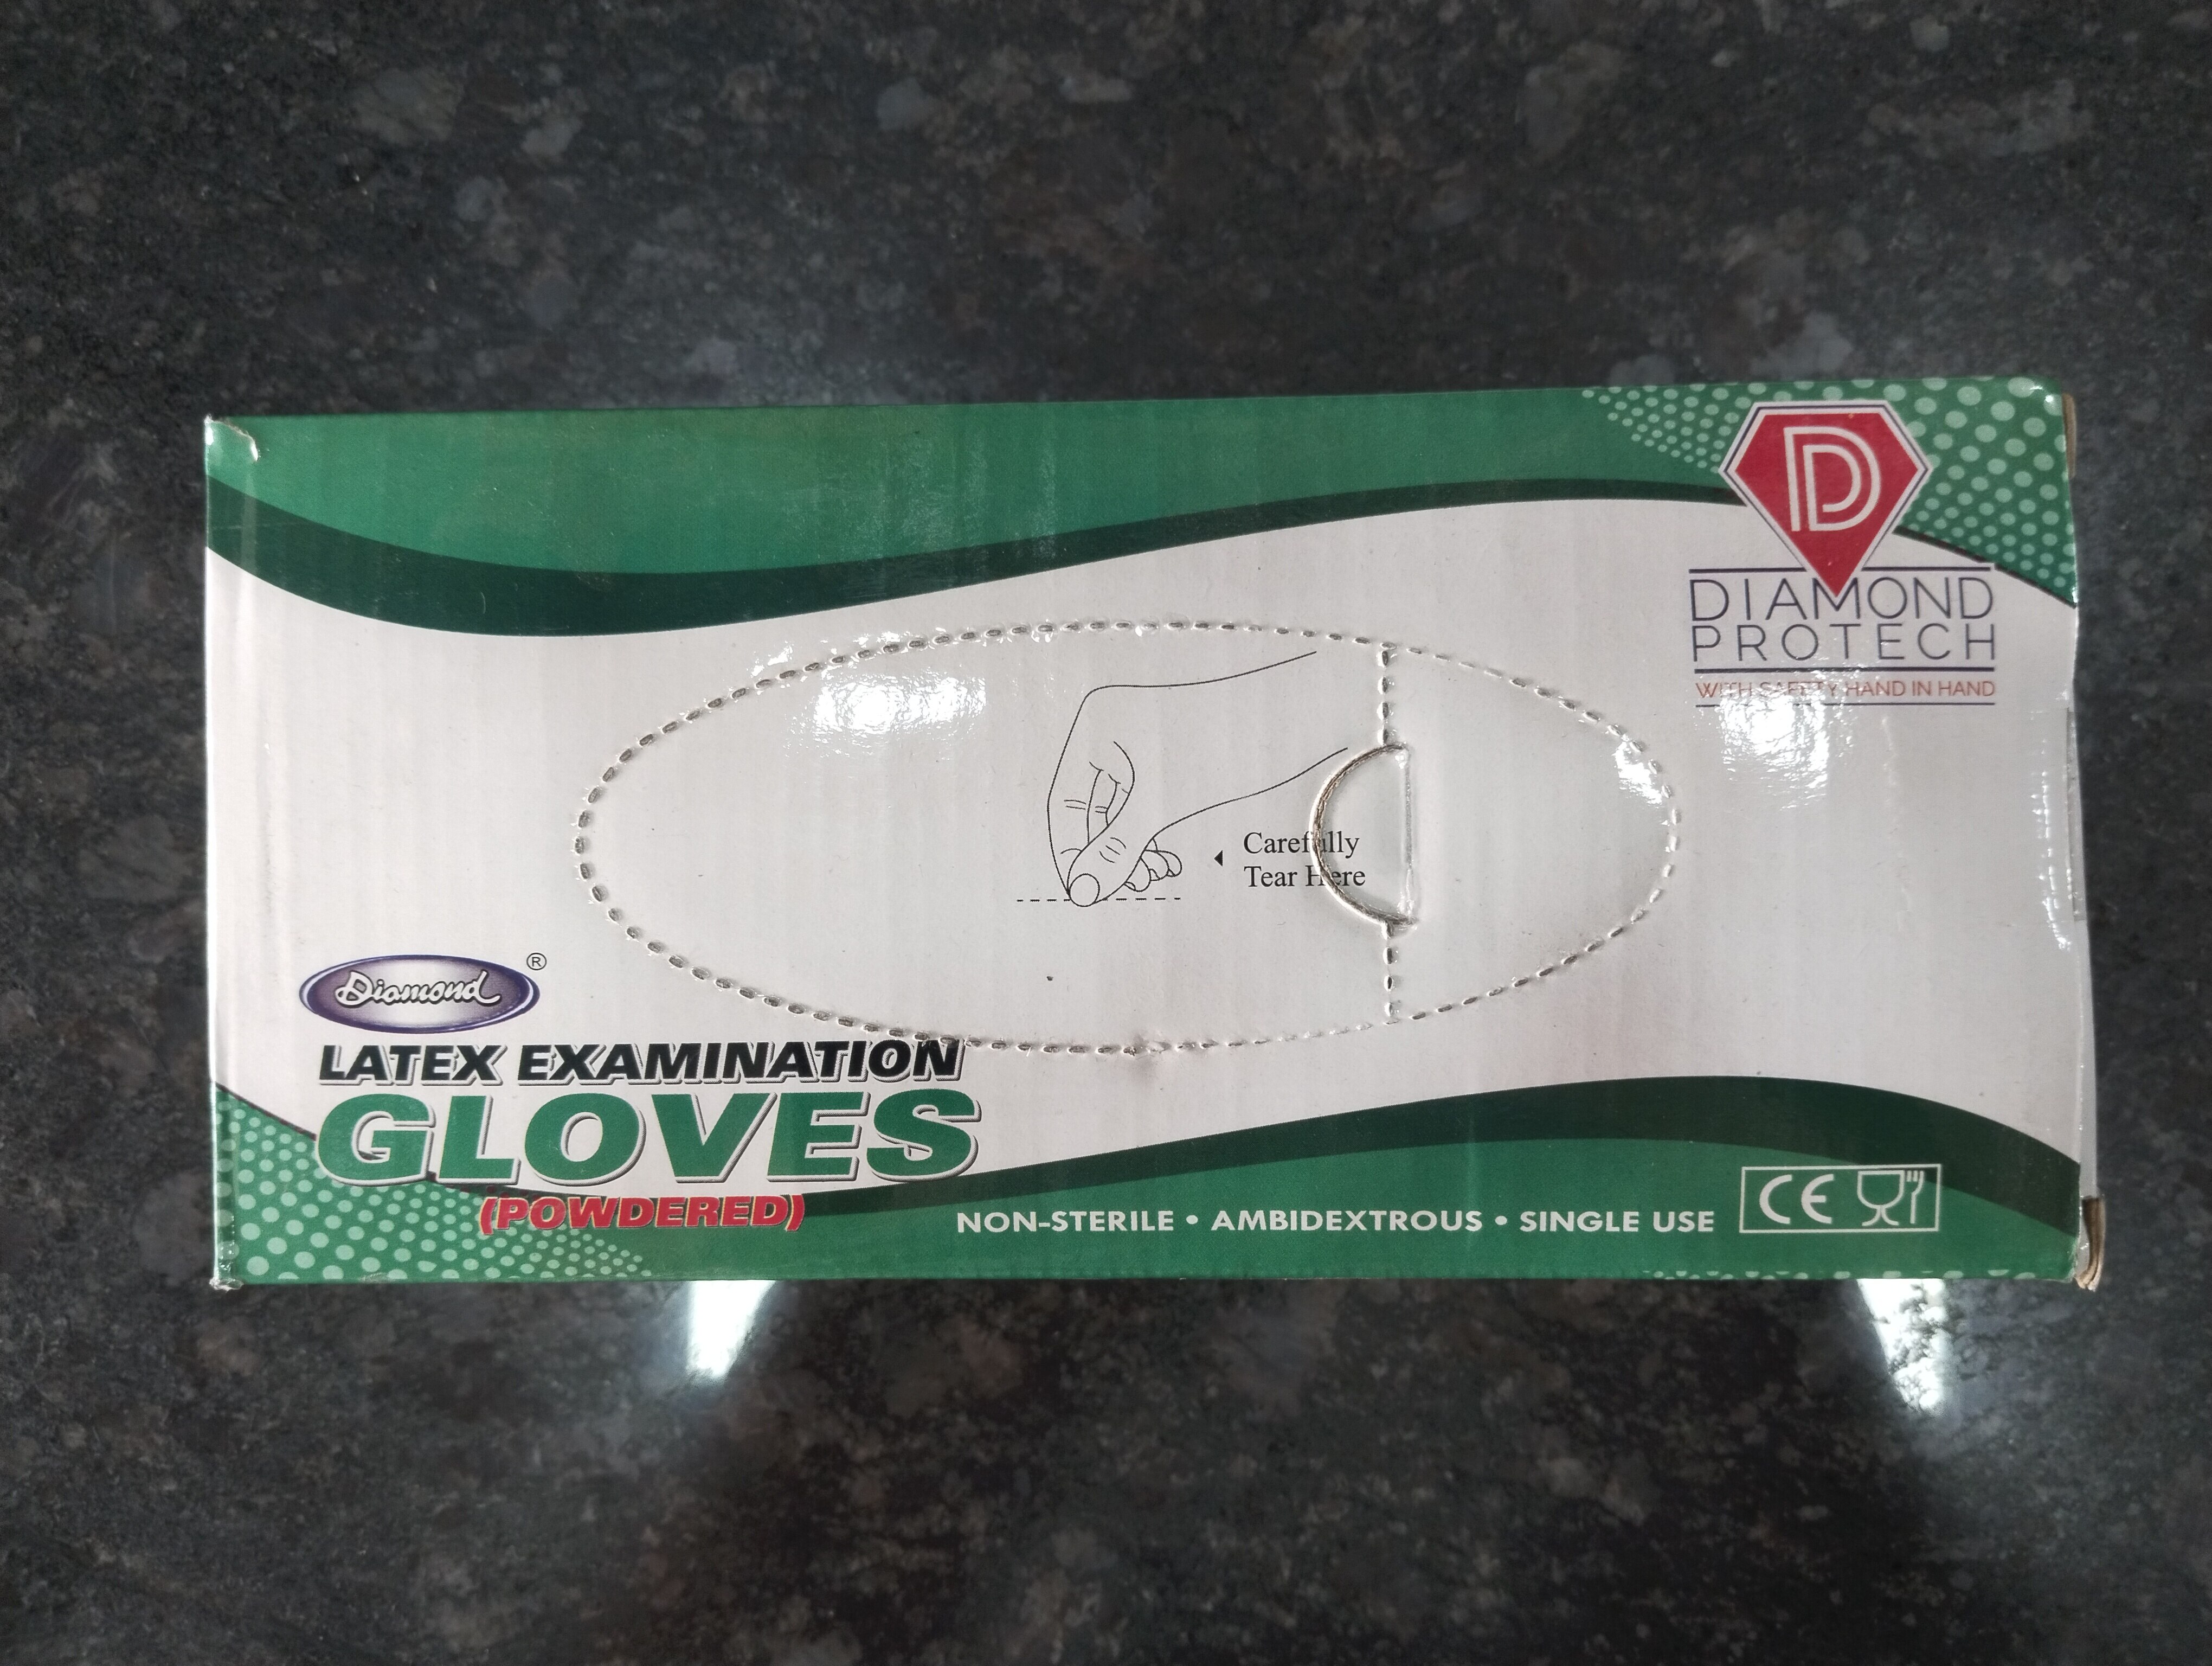 D
DIAMOND
PROTECH
WITH SAFETY HAND IN HAND
Carefully
Tear Here
Diamond ®
LATEX EXAMINATION
GLOVES
(POWDERED)
NON-STERILE • AMBIDEXTROUS • SINGLE USE
CE